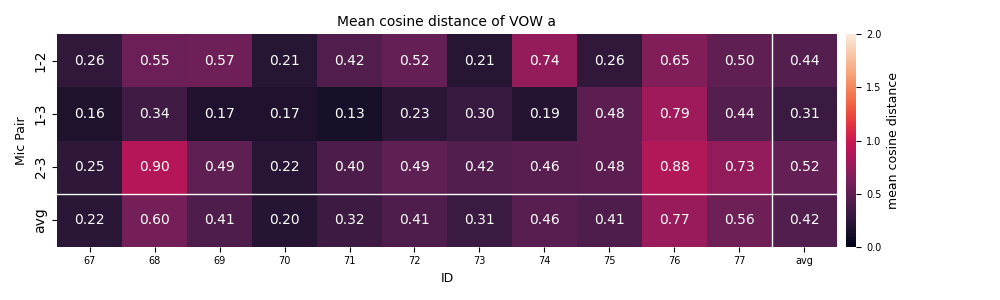 Mean cosine distance of VOW a
Mic Pair
1-2 0.26 0.55 0.57 0.21 0.42 0.52 0.21 0.74 0.26 0.65 0.50 0.44
1-3 0.16 0.34 0.17 0.17 0.13 0.23 0.30 0.19 0.48 0.79 0.44 0.31
2-3 0.25 0.90 0.49 0.22 0.40 0.49 0.42 0.46 0.48 0.88 0.73 0.52
avg 0.22 0.60 0.41 0.20 0.32 0.41 0.31 0.46 0.41 0.77 0.56 0.42
67 68 69 70 71 72 73 74 75 76 77 avg
ID
2.0
1.5
1.0
0.5
0.0
mean cosine distance